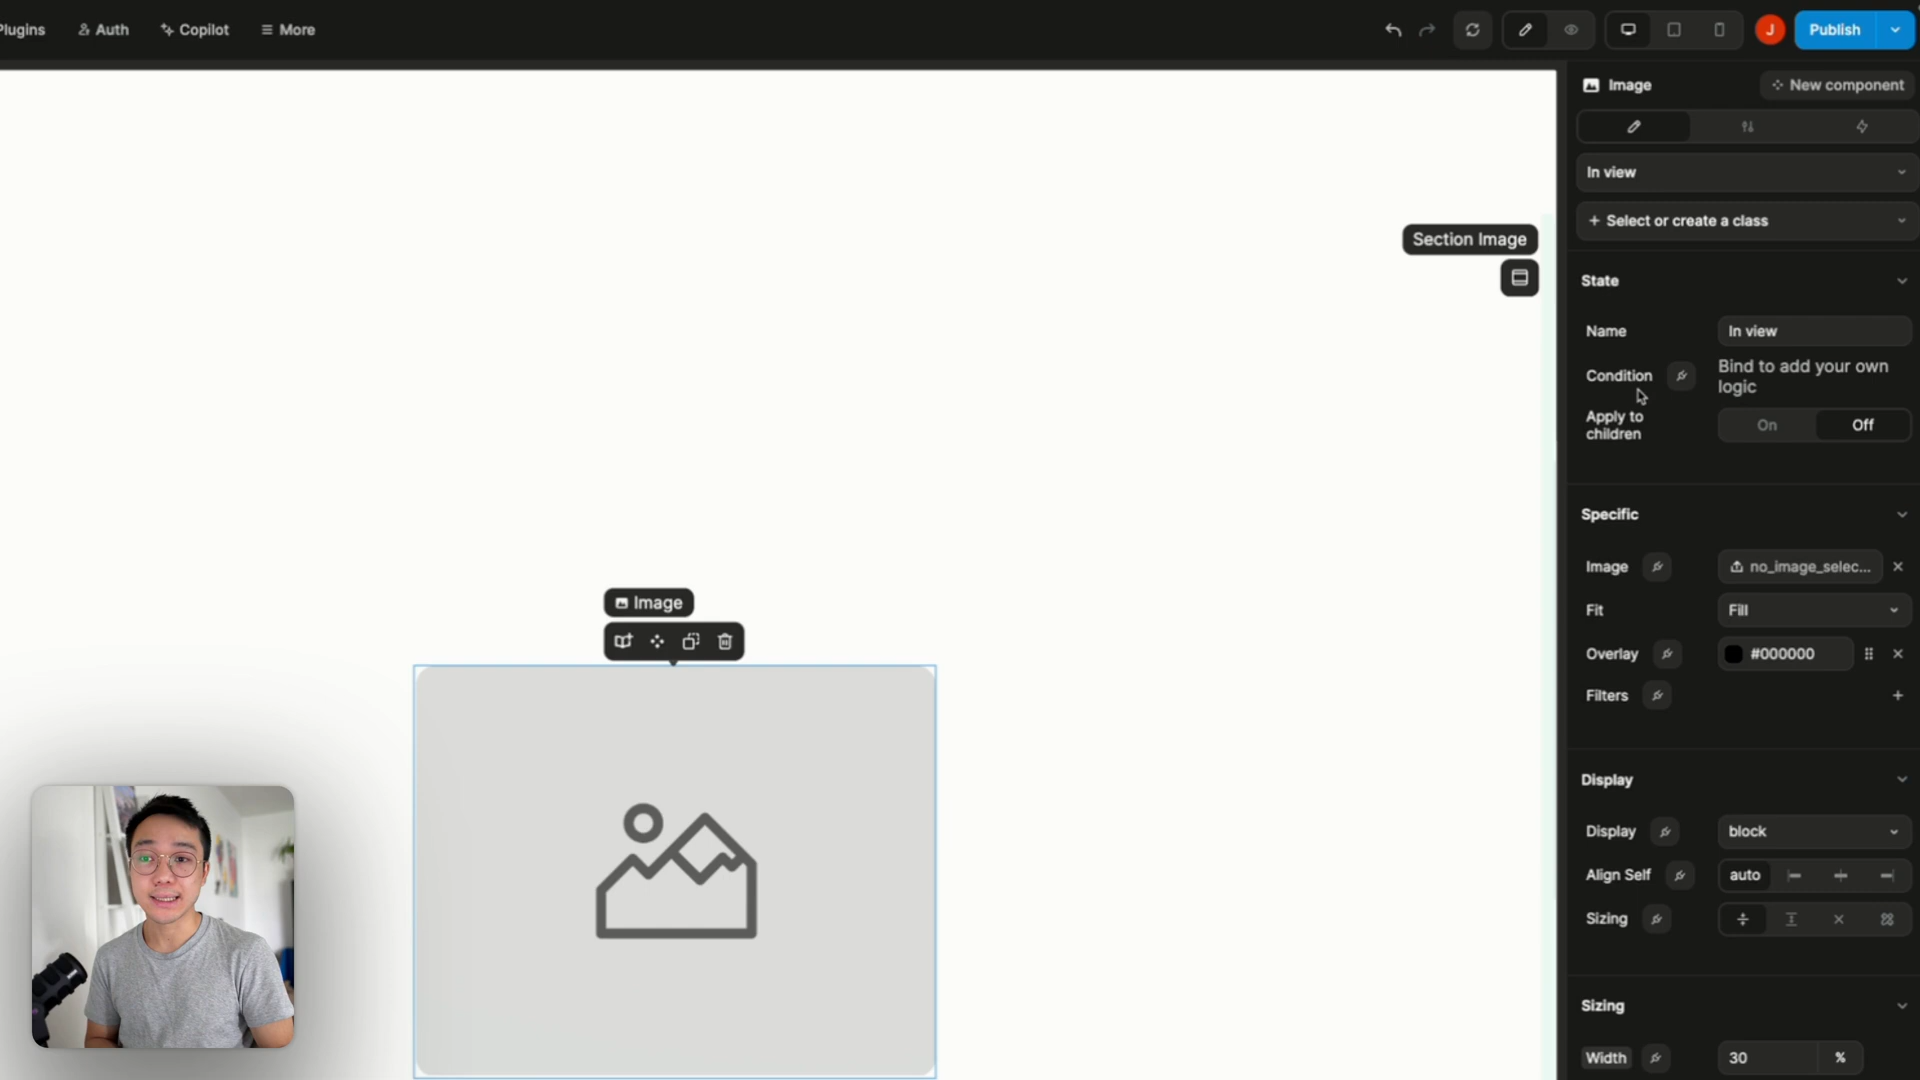 Plugins
Auth
Copilot
More
J
Publish
Image
New component
In view
+ Select or create a class
Section Image
State
Name
In view
Condition
Bind to add your own
logic
Apply to
children
On
Off
Specific
Image
no_image_selec...
Fit
Fill
Image
Overlay
#000000
Filters
Display
Display
block
Align Self
auto
Sizing
Sizing
Width
30
%